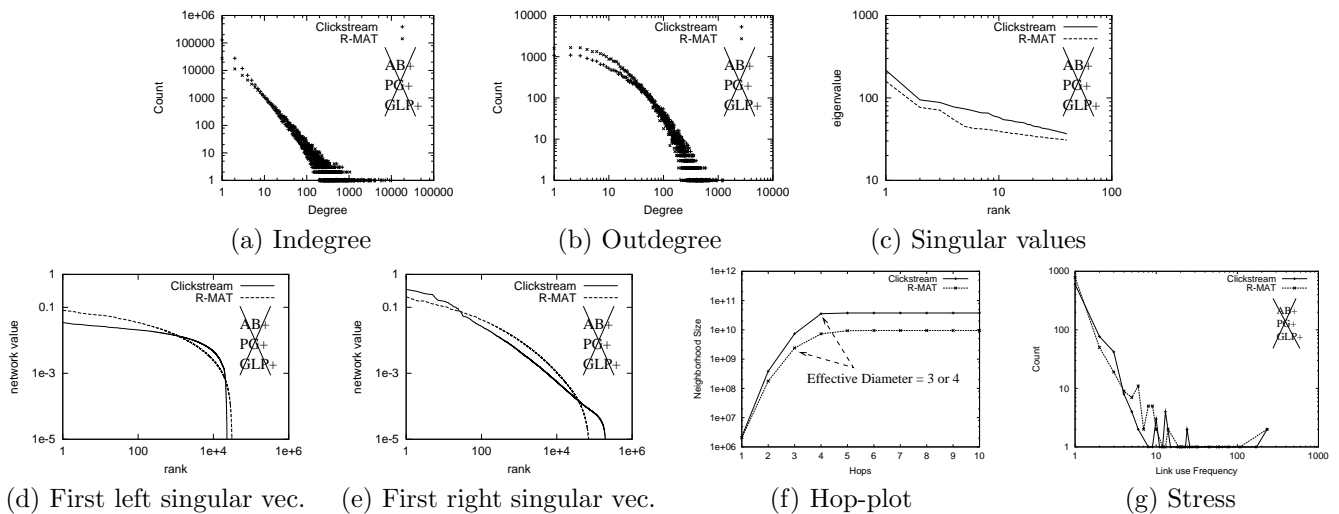 Clickstream
R-MAT
AB+
PG+
GLP+
Count
1e+06
100000
10000
1000
100
10
1
1 10 100 1000 10000 100000
Degree
(a) Indegree
Clickstream
R-MAT
AB+
PG+
GLP+
Count
10000
1000
100
10
1
1 10 100 1000 10000
Degree
(b) Outdegree
Clickstream
R-MAT
AB+
PG+
GLP+
eigenvalue
1000
100
10
1 10 100
rank
(c) Singular values
Clickstream
R-MAT
AB+
PG+
GLP+
network value
1
0.1
1e-3
1e-5
1 100 1e+4 1e+6
rank
(d) First left singular vec.
Clickstream
R-MAT
AB+
PG+
GLP+
network value
1
0.1
1e-3
1e-5
1 100 1e+4 1e+6
rank
(e) First right singular vec.
Clickstream
R-MAT
Neighborhood Size
1e+12
1e+11
1e+10
1e+09
1e+08
1e+07
1e+06
Effective Diameter = 3 or 4
1 2 3 4 5 6 7 8 9 10
Hops
(f) Hop-plot
Clickstream
R-MAT
AB+
PG+
GLP+
Count
1000
100
10
1
1 10 100 1000
Link use Frequency
(g) Stress